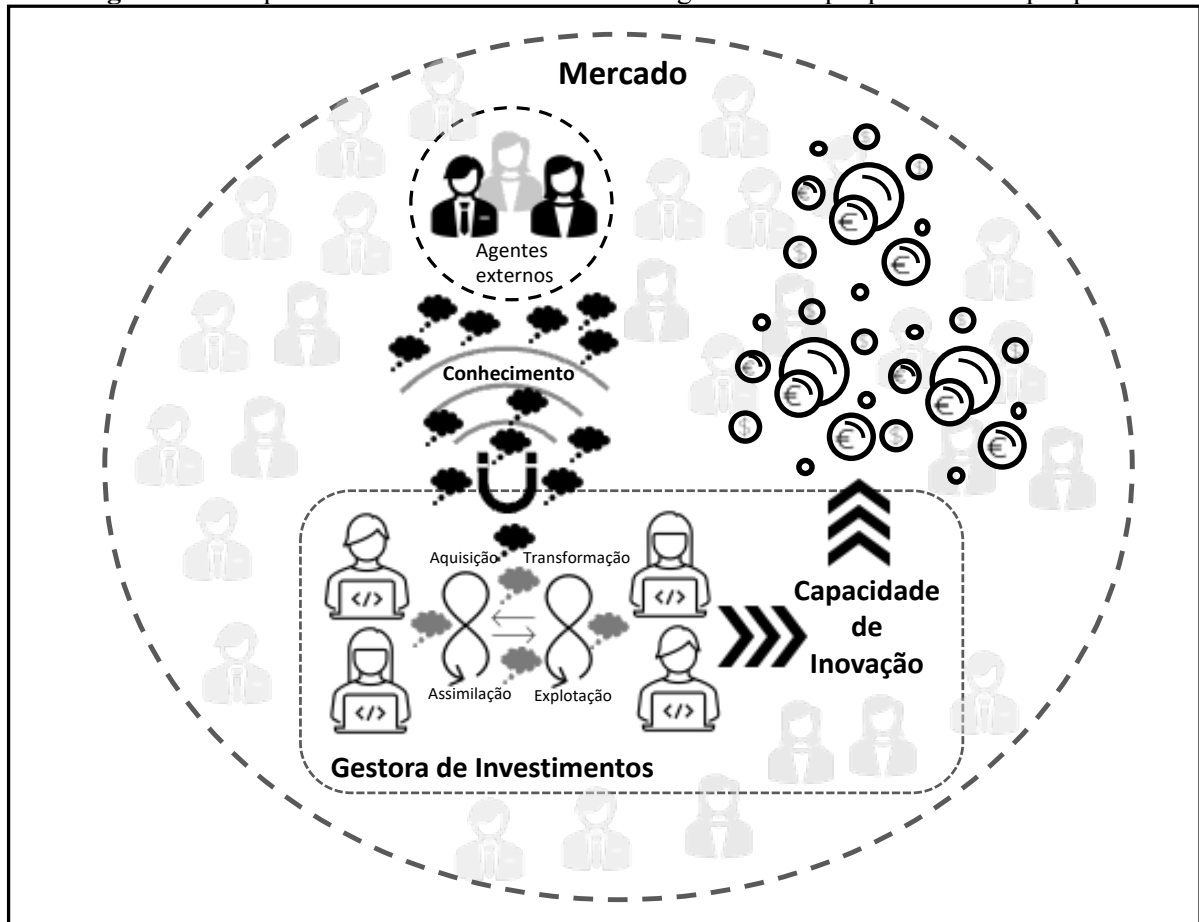 Mercado
Agentes
externos
Conhecimento
Aquisição
Transformação
</>
</>
Capacidade
de
Inovação
Assimilação
Explotação
</>
</>
Gestora de Investimentos